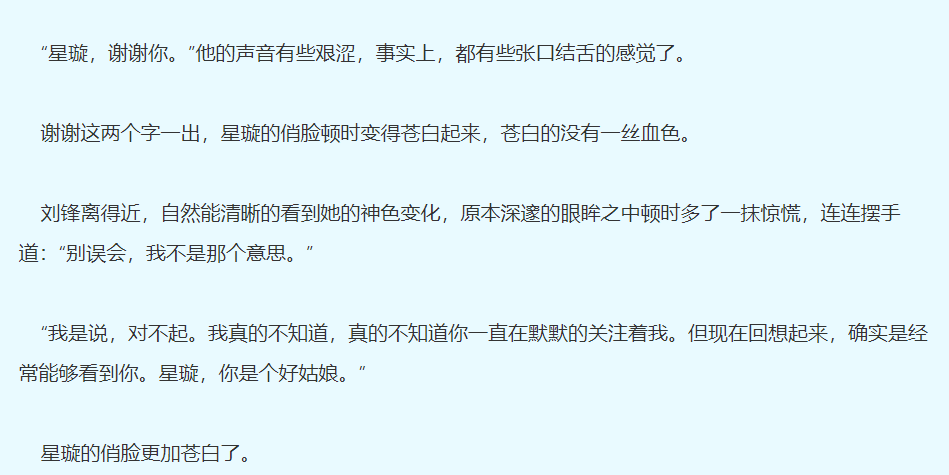 “星璇，谢谢你。”他的声音有些艰涩，事实上，都有些张口结舌的感觉了。
谢谢这两个字一出，星璇的俏脸顿时变得苍白起来，苍白的没有一丝血色。
刘锋离得近，自然能清晰的看到她的神色变化，原本深邃的眼眸之中顿时多了一抹惊慌，连连摆手
道：“别误会，我不是那个意思。”
“我是说，对不起。我真的不知道，真的不知道你一直在默默的关注着我。但现在回想起来，确实是经
常能够看到你。星璇，你是个好姑娘。”
星璇的俏脸更加苍白了。